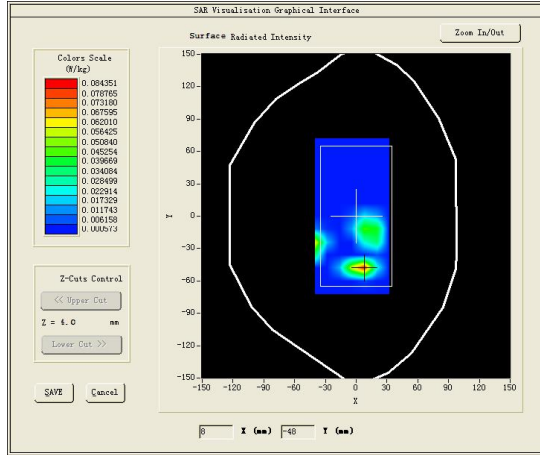 SAR Visualisation Graphical Interface
Surface Radiated Intensity
Zoom In/Out
Colors Scale
(W/kg)
0.084351
0.078765
0.073180
0.067595
0.062010
0.056425
0.050840
0.045254
0.039669
0.034084
0.028499
0.022914
0.017329
0.011743
0.006158
0.000573
Z-Cuts Control
<< Upper Cut
Z = 4.0 mm
Lower Cut >>
SAVE
Cancel
150
120
90
60
30
0
-30
-60
-90
-120
-150
Y
-150 -120 -90 -60 -30 0 30 60 90 120 150
X
8 X (mm) -48 Y (mm)